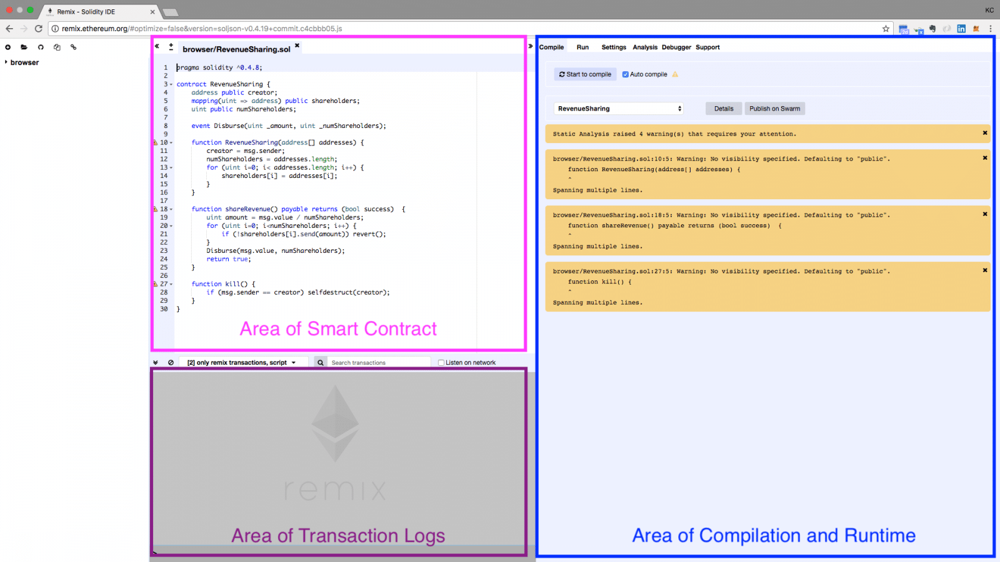 Remix - Solidity IDE
KC
remix.ethereum.org/#optimize=false&version=soljson-v0.4.19+commit.c4cbbb05.js
browser
browser/RevenueSharing.sol
1 pragma solidity ^0.4.8;
2
3 contract RevenueSharing {
4 address public creator;
5 mapping(uint => address) public shareholders;
6 uint public numShareholders;
7
8 event Disburse(uint _amount, uint _numShareholders);
9
10 function RevenueSharing(address[] addresses) {
11 creator = msg.sender;
12 numShareholders = addresses.length;
13 for (uint i=0; i< addresses.length; i++) {
14 shareholders[i] = addresses[i];
15 }
16 }
17
18 function shareRevenue() payable returns (bool success)  {
19 uint amount = msg.value / numShareholders;
20 for (uint i=0; i<numShareholders; i++) {
21 if (!shareholders[i].send(amount)) revert();
22 }
23 Disburse(msg.value, numShareholders);
24 return true;
25 }
26
27 function kill() {
28 if (msg.sender == creator) selfdestruct(creator);
29 }
30 }
Area of Smart Contract
[2] only remix transactions, script
Search transactions
Listen on network
remix
Area of Transaction Logs
>
Compile Run Settings Analysis Debugger Support
Start to compile Auto compile
RevenueSharing Details Publish on Swarm
Static Analysis raised 4 warning(s) that requires your attention.
browser/RevenueSharing.sol:10:5: Warning: No visibility specified. Defaulting to "public".
function RevenueSharing(address[] addresses) {
^
Spanning multiple lines.
browser/RevenueSharing.sol:18:5: Warning: No visibility specified. Defaulting to "public".
function shareRevenue() payable returns (bool success)  {
^
Spanning multiple lines.
browser/RevenueSharing.sol:27:5: Warning: No visibility specified. Defaulting to "public".
function kill() {
^
Spanning multiple lines.
Area of Compilation and Runtime